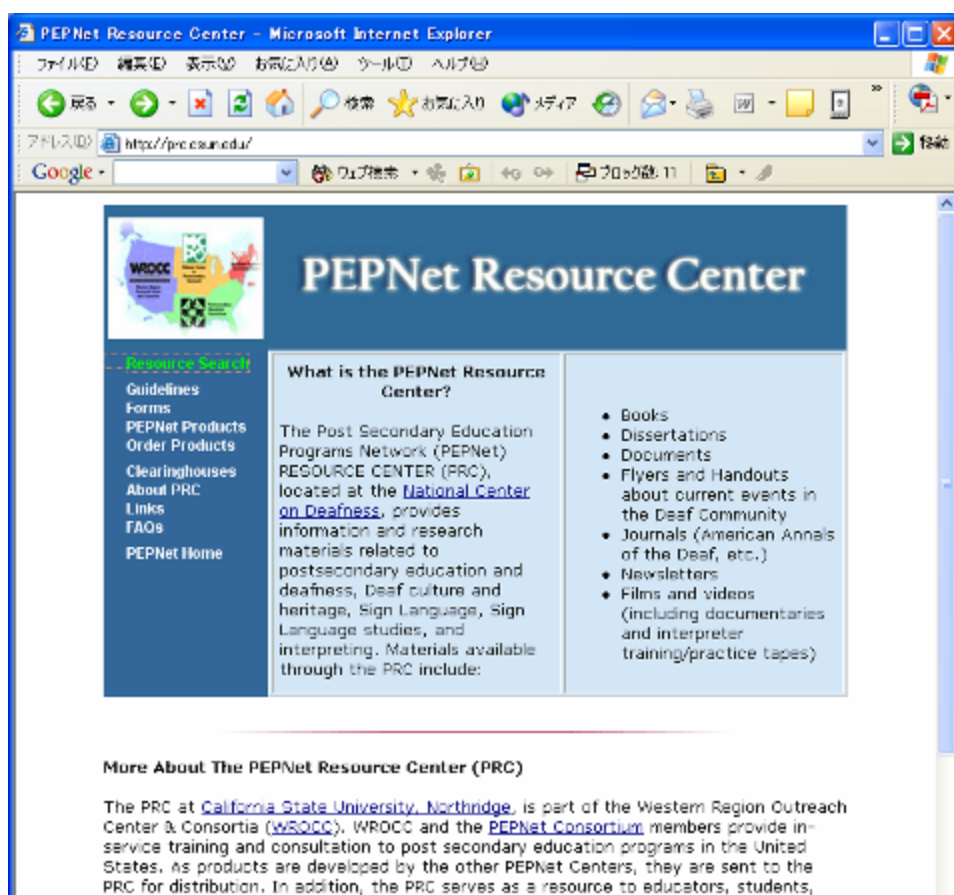 PEPNet Resource Center - Microsoft Internet Explorer
ファイル(F) 編集(E) 表示(V) お気に入り(A) ツール(T) ヘルプ(H)
戻る 検索 お気に入り メディア
アドレス(D) http://prc.csun.edu/ 移動
Google ウェブ検索 ブロック数: 11
WROCC
PEPNet Resource Center
Resource Search
Guidelines
Forms
PEPNet Products
Order Products
Clearinghouses
About PRC
Links
FAQs
PEPNet Home
What is the PEPNet Resource
Center?
The Post Secondary Education
Programs Network (PEPNet)
RESOURCE CENTER (PRC),
located at the National Center
on Deafness, provides
information and research
materials related to
postsecondary education and
deafness, Deaf culture and
heritage, Sign Language, Sign
Language studies, and
interpreting. Materials available
through the PRC include:
• Books
• Dissertations
• Documents
• Flyers and Handouts
about current events in
the Deaf Community
• Journals (American Annals
of the Deaf, etc.)
• Newsletters
• Films and videos
(including documentaries
and interpreter
training/practice tapes)
More About The PEPNet Resource Center (PRC)
The PRC at California State University, Northridge, is part of the Western Region Outreach
Center & Consortia (WROCC). WROCC and the PEPNet Consortium members provide in-
service training and consultation to post secondary education programs in the United
States. As products are developed by the other PEPNet Centers, they are sent to the
PRC for distribution. In addition, the PRC serves as a resource to educators, students,